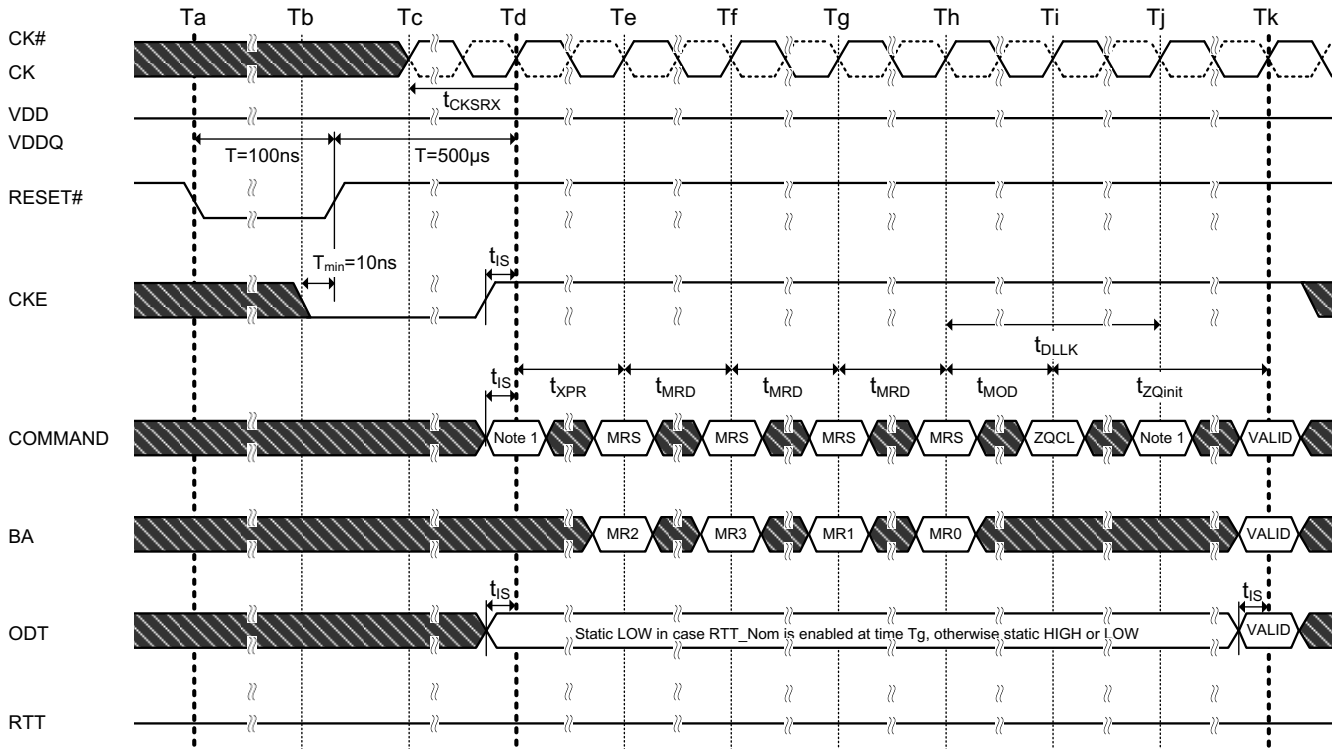 Ta Tb Tc Td Te Tf Tg Th Ti Tj Tk
CK#
CK
tCKSRX
VDD
VDDQ
T=100ns T=500µs
RESET#
Tmin=10ns tIS
CKE
tDLLK
tIS tXPR tMRD tMRD tMRD tMOD tZQinit
COMMAND Note 1 MRS MRS MRS MRS ZQCL Note 1 VALID
BA MR2 MR3 MR1 MR0 VALID
tIS tIS
ODT Static LOW in case RTT_Nom is enabled at time Tg, otherwise static HIGH or LOW VALID
RTT